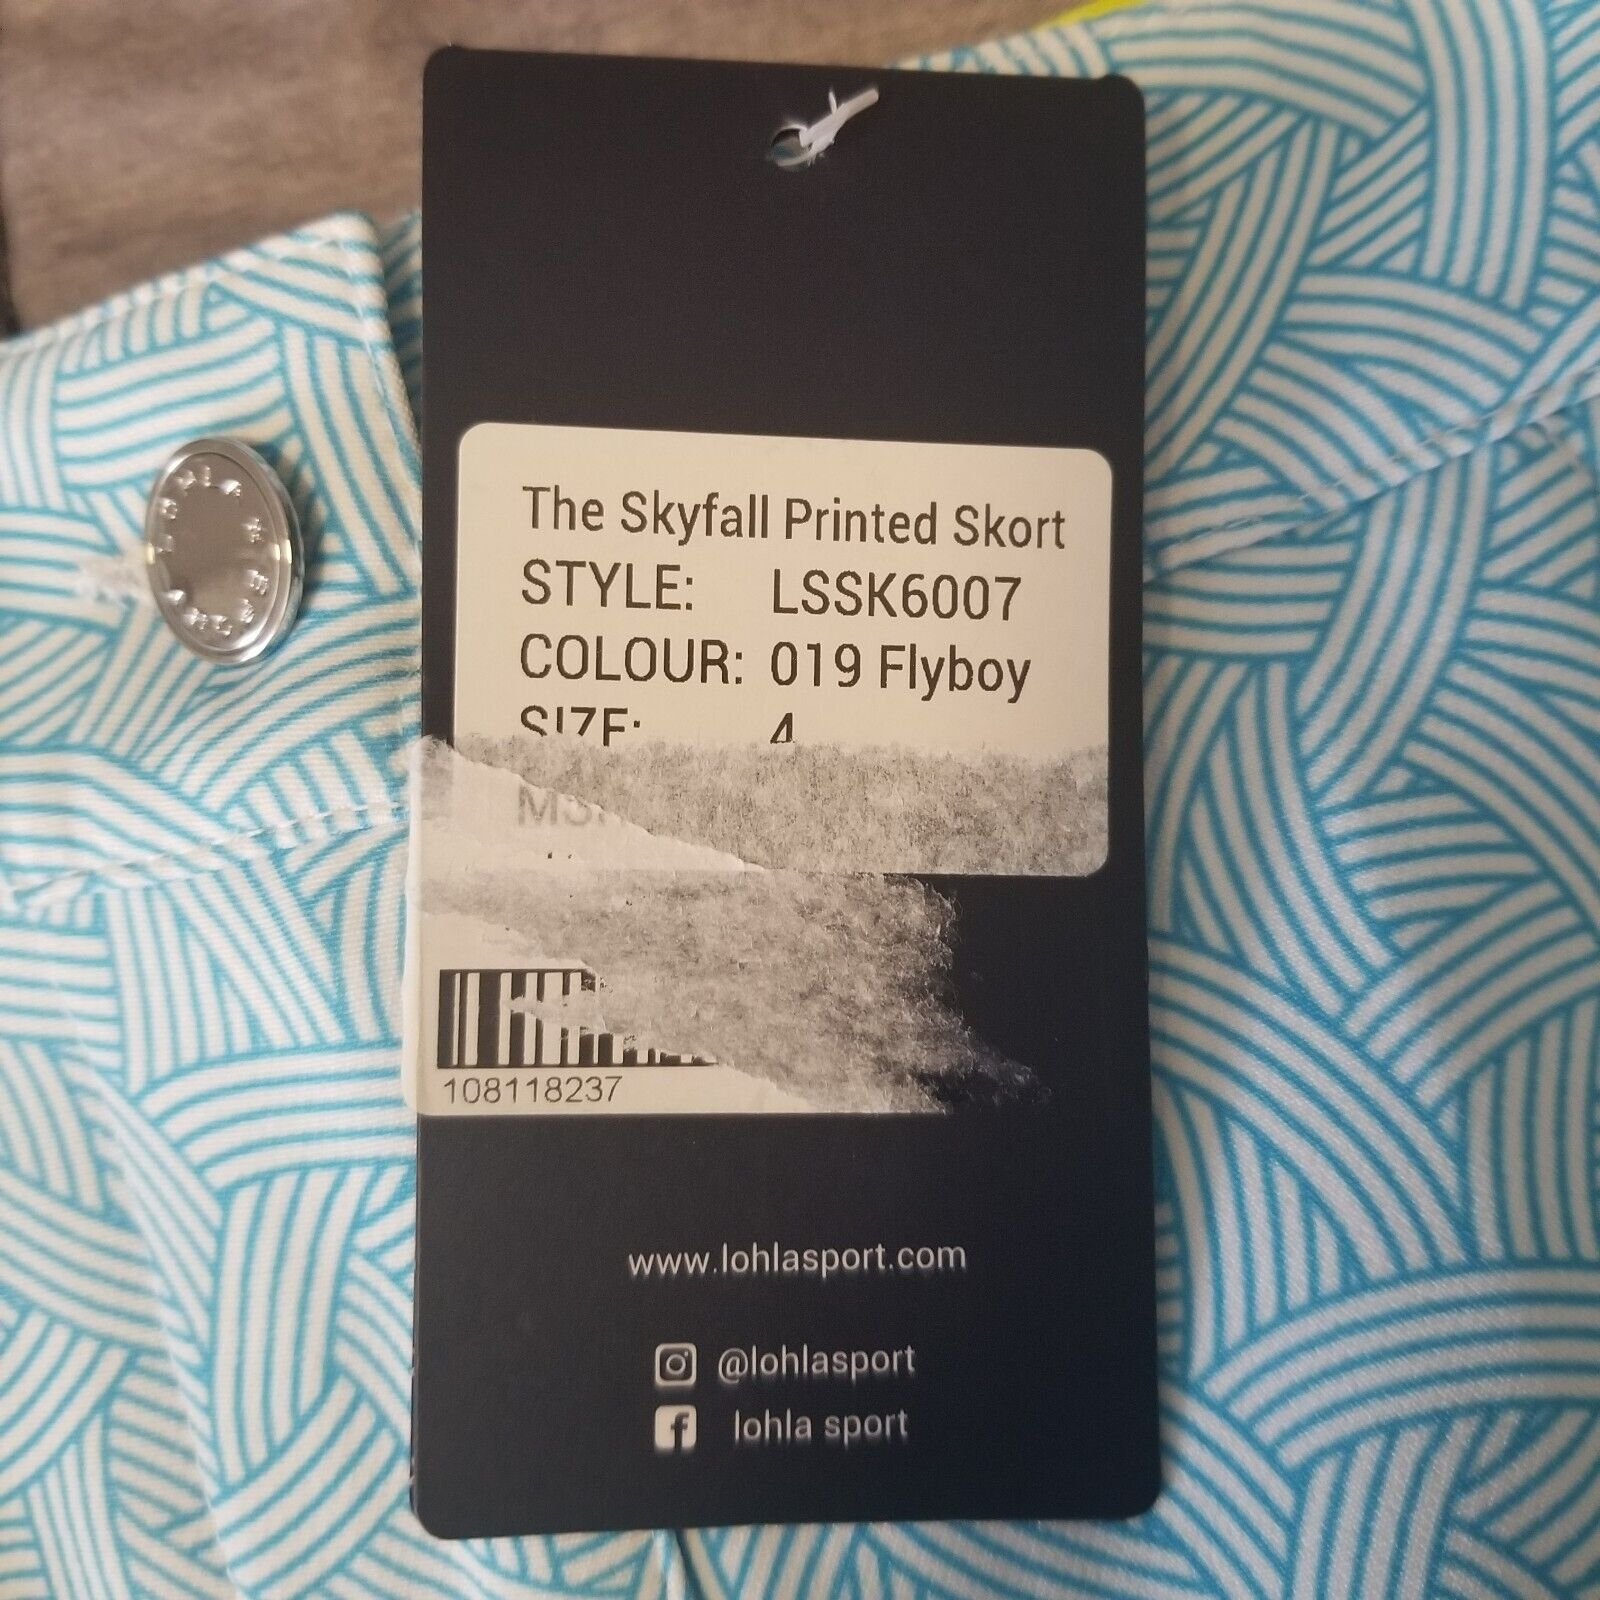 The Skyfall Printed Skort
STYLE: LSSK6007
COLOUR: 019 Flyboy
SIZE: 4
108118237
www.lohlasport.com
@lohlasport
lohla sport